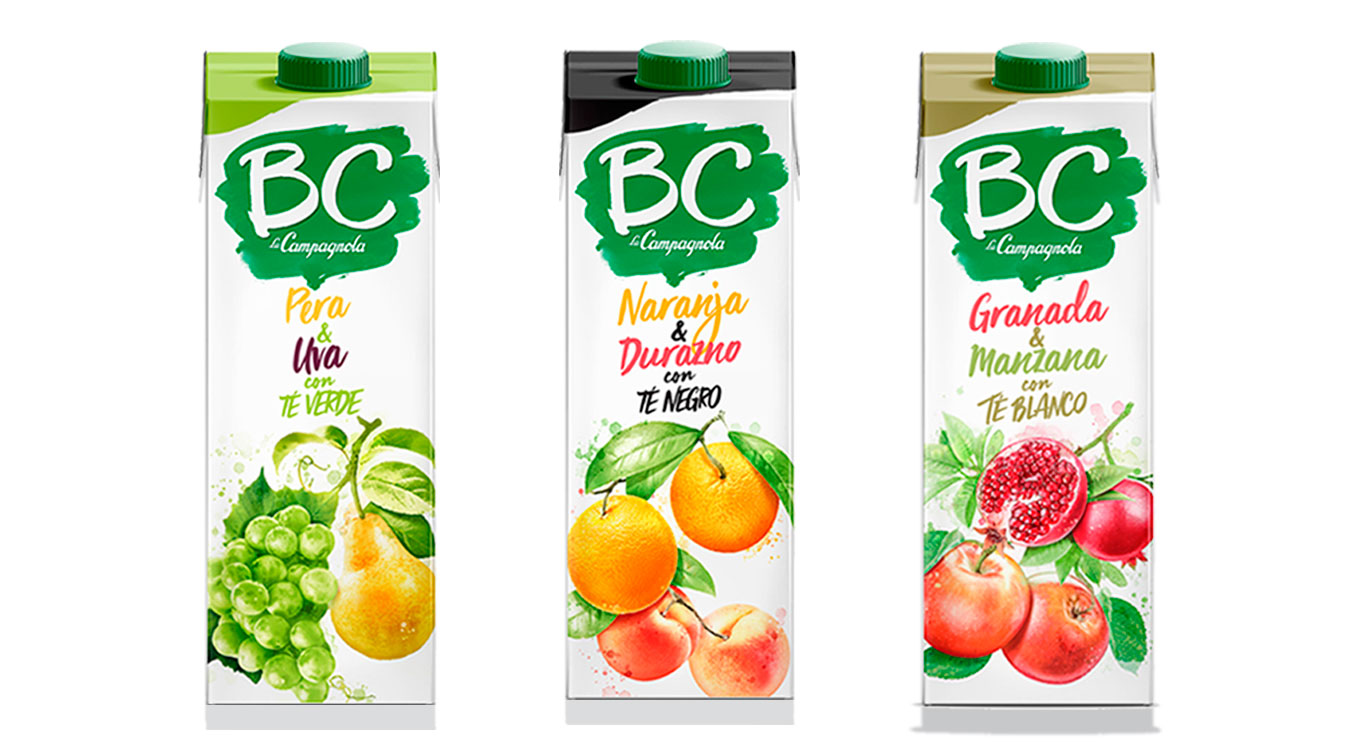 BC
La Campagnola
Pera
&
Uva
con
TÉ VERDE
BC
La Campagnola
Naranja
&
Durazno
con
TÉ NEGRO
BC
La Campagnola
Granada
&
Manzana
con
TÉ BLANCO